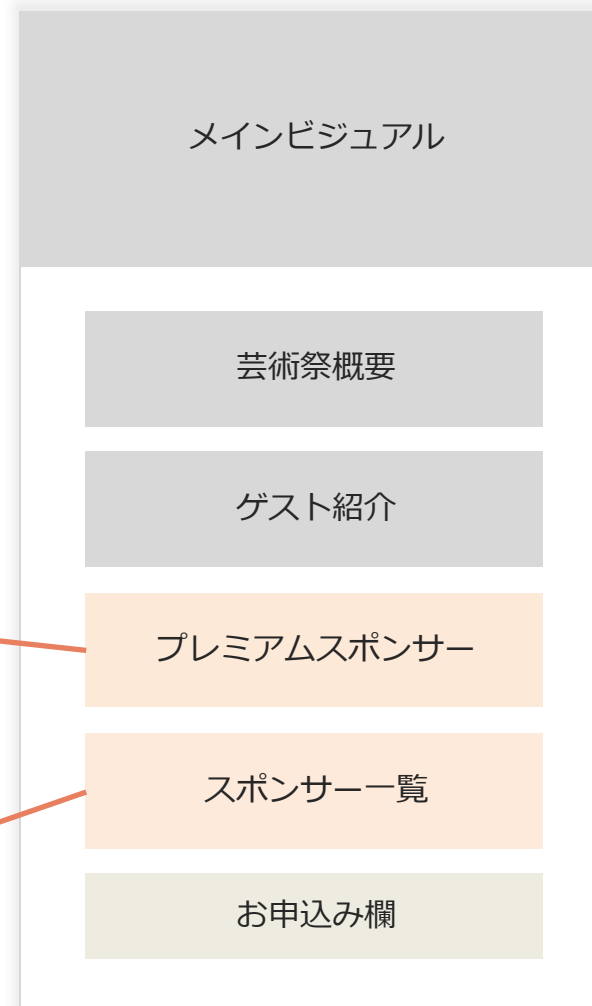 メインビジュアル
芸術祭概要
ゲスト紹介
プレミアムスポンサー
スポンサー一覧
お申込み欄